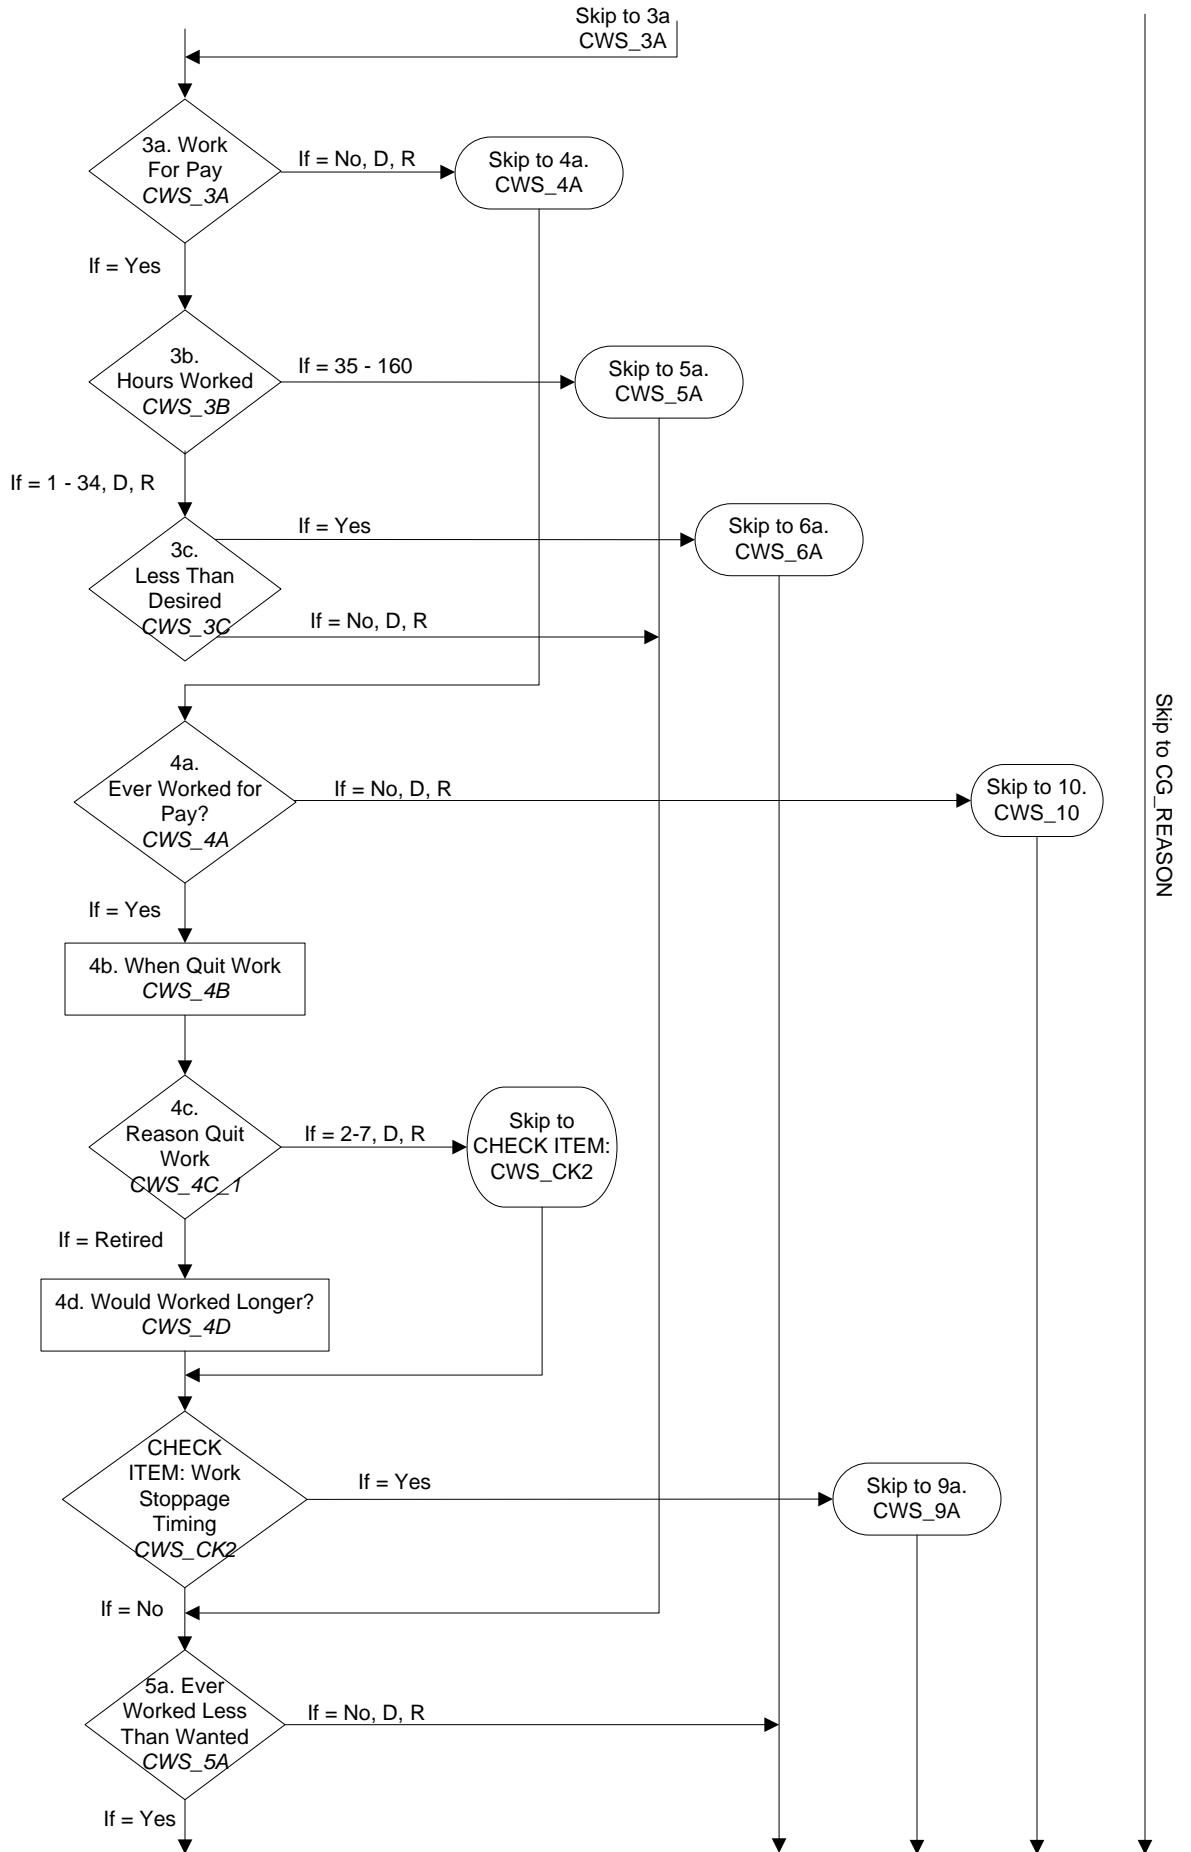 Skip to 3a
CWS_3A
3a. Work
For Pay
CWS_3A
If = No, D, R
Skip to 4a.
CWS_4A
If = Yes
3b.
Hours Worked
CWS_3B
If = 35 - 160
Skip to 5a.
CWS_5A
If = 1 - 34, D, R
3c.
Less Than
Desired
CWS_3C
If = Yes
Skip to 6a.
CWS_6A
If = No, D, R
4a.
Ever Worked for
Pay?
CWS_4A
If = No, D, R
Skip to 10.
CWS_10
Skip to CG_REASON
If = Yes
4b. When Quit Work
CWS_4B
4c.
Reason Quit
Work
CWS_4C_1
If = 2-7, D, R
Skip to
CHECK ITEM:
CWS_CK2
If = Retired
4d. Would Worked Longer?
CWS_4D
CHECK
ITEM: Work
Stoppage
Timing
CWS_CK2
If = Yes
Skip to 9a.
CWS_9A
If = No
5a. Ever
Worked Less
Than Wanted
CWS_5A
If = No, D, R
If = Yes